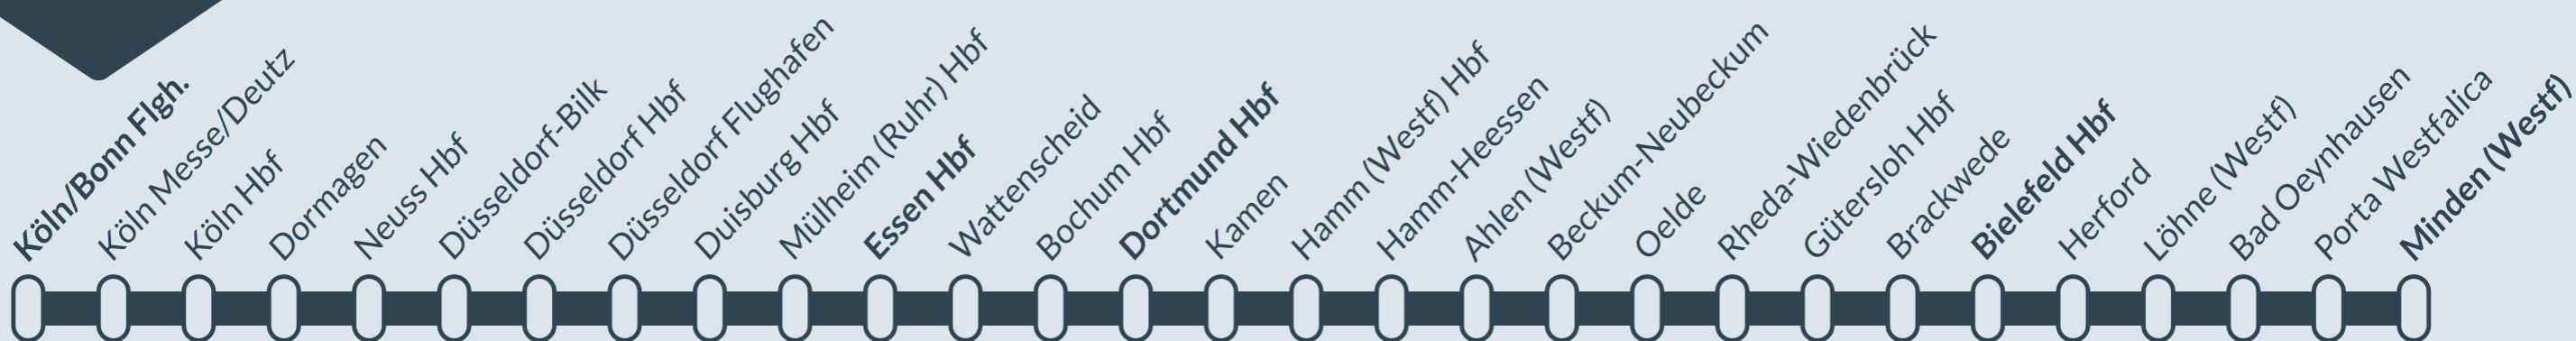 Köln/Bonn Flgh.
Köln Messe/Deutz
Köln Hbf
Dormagen
Neuss Hbf
Düsseldorf-Bilk
Düsseldorf Hbf
Düsseldorf Flughafen
Duisburg Hbf
Mülheim (Ruhr) Hbf
Essen Hbf
Wattenscheid
Bochum Hbf
Dortmund Hbf
Kamen
Hamm (Westf) Hbf
Hamm-Heessen
Ahlen (Westf)
Beckum-Neubeckum
Oelde
Rheda-Wiedenbrück
Gütersloh Hbf
Brackwede
Bielefeld Hbf
Herford
Löhne (Westf)
Bad Oeynhausen
Porta Westfalica
Minden (Westf)